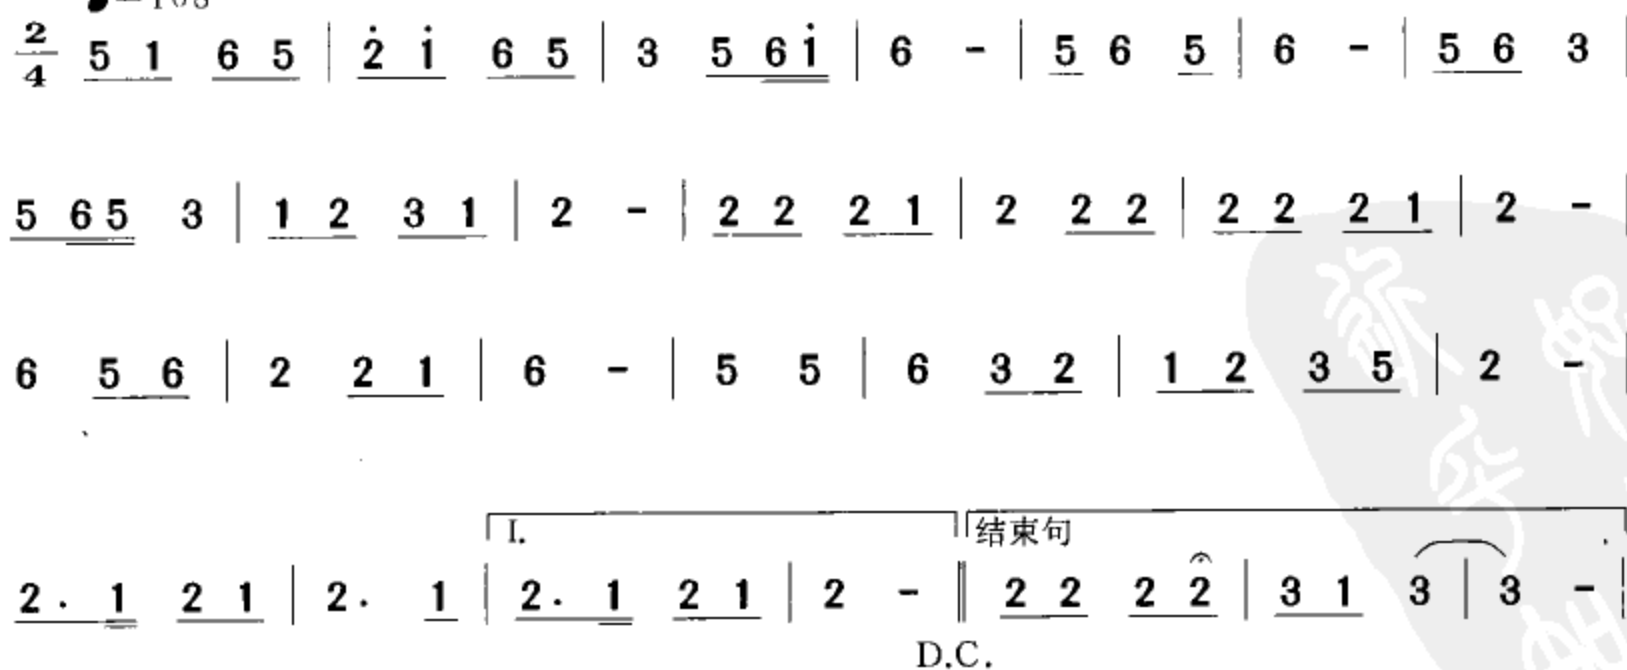 2/4 5 1 6 5 | 2̇ 1̇ 6 5 | 3 5 6 1̇ | 6 - | 5 6 5 | 6 - | 5 6 3 |
5 6 5 3 | 1 2 3 1 | 2 - | 2 2 2 1 | 2 2 2 | 2 2 2 1 | 2 - |
6 5 6 | 2 2 1 | 6 - | 5 5 | 6 3 2 | 1 2 3 5 | 2 - |
I. 结束句
2 · 1 2 1 | 2 · 1 | 2 · 1 2 1 | 2 - || 2 2 2 2 | 3 1 3 | 3 - |
D.C.